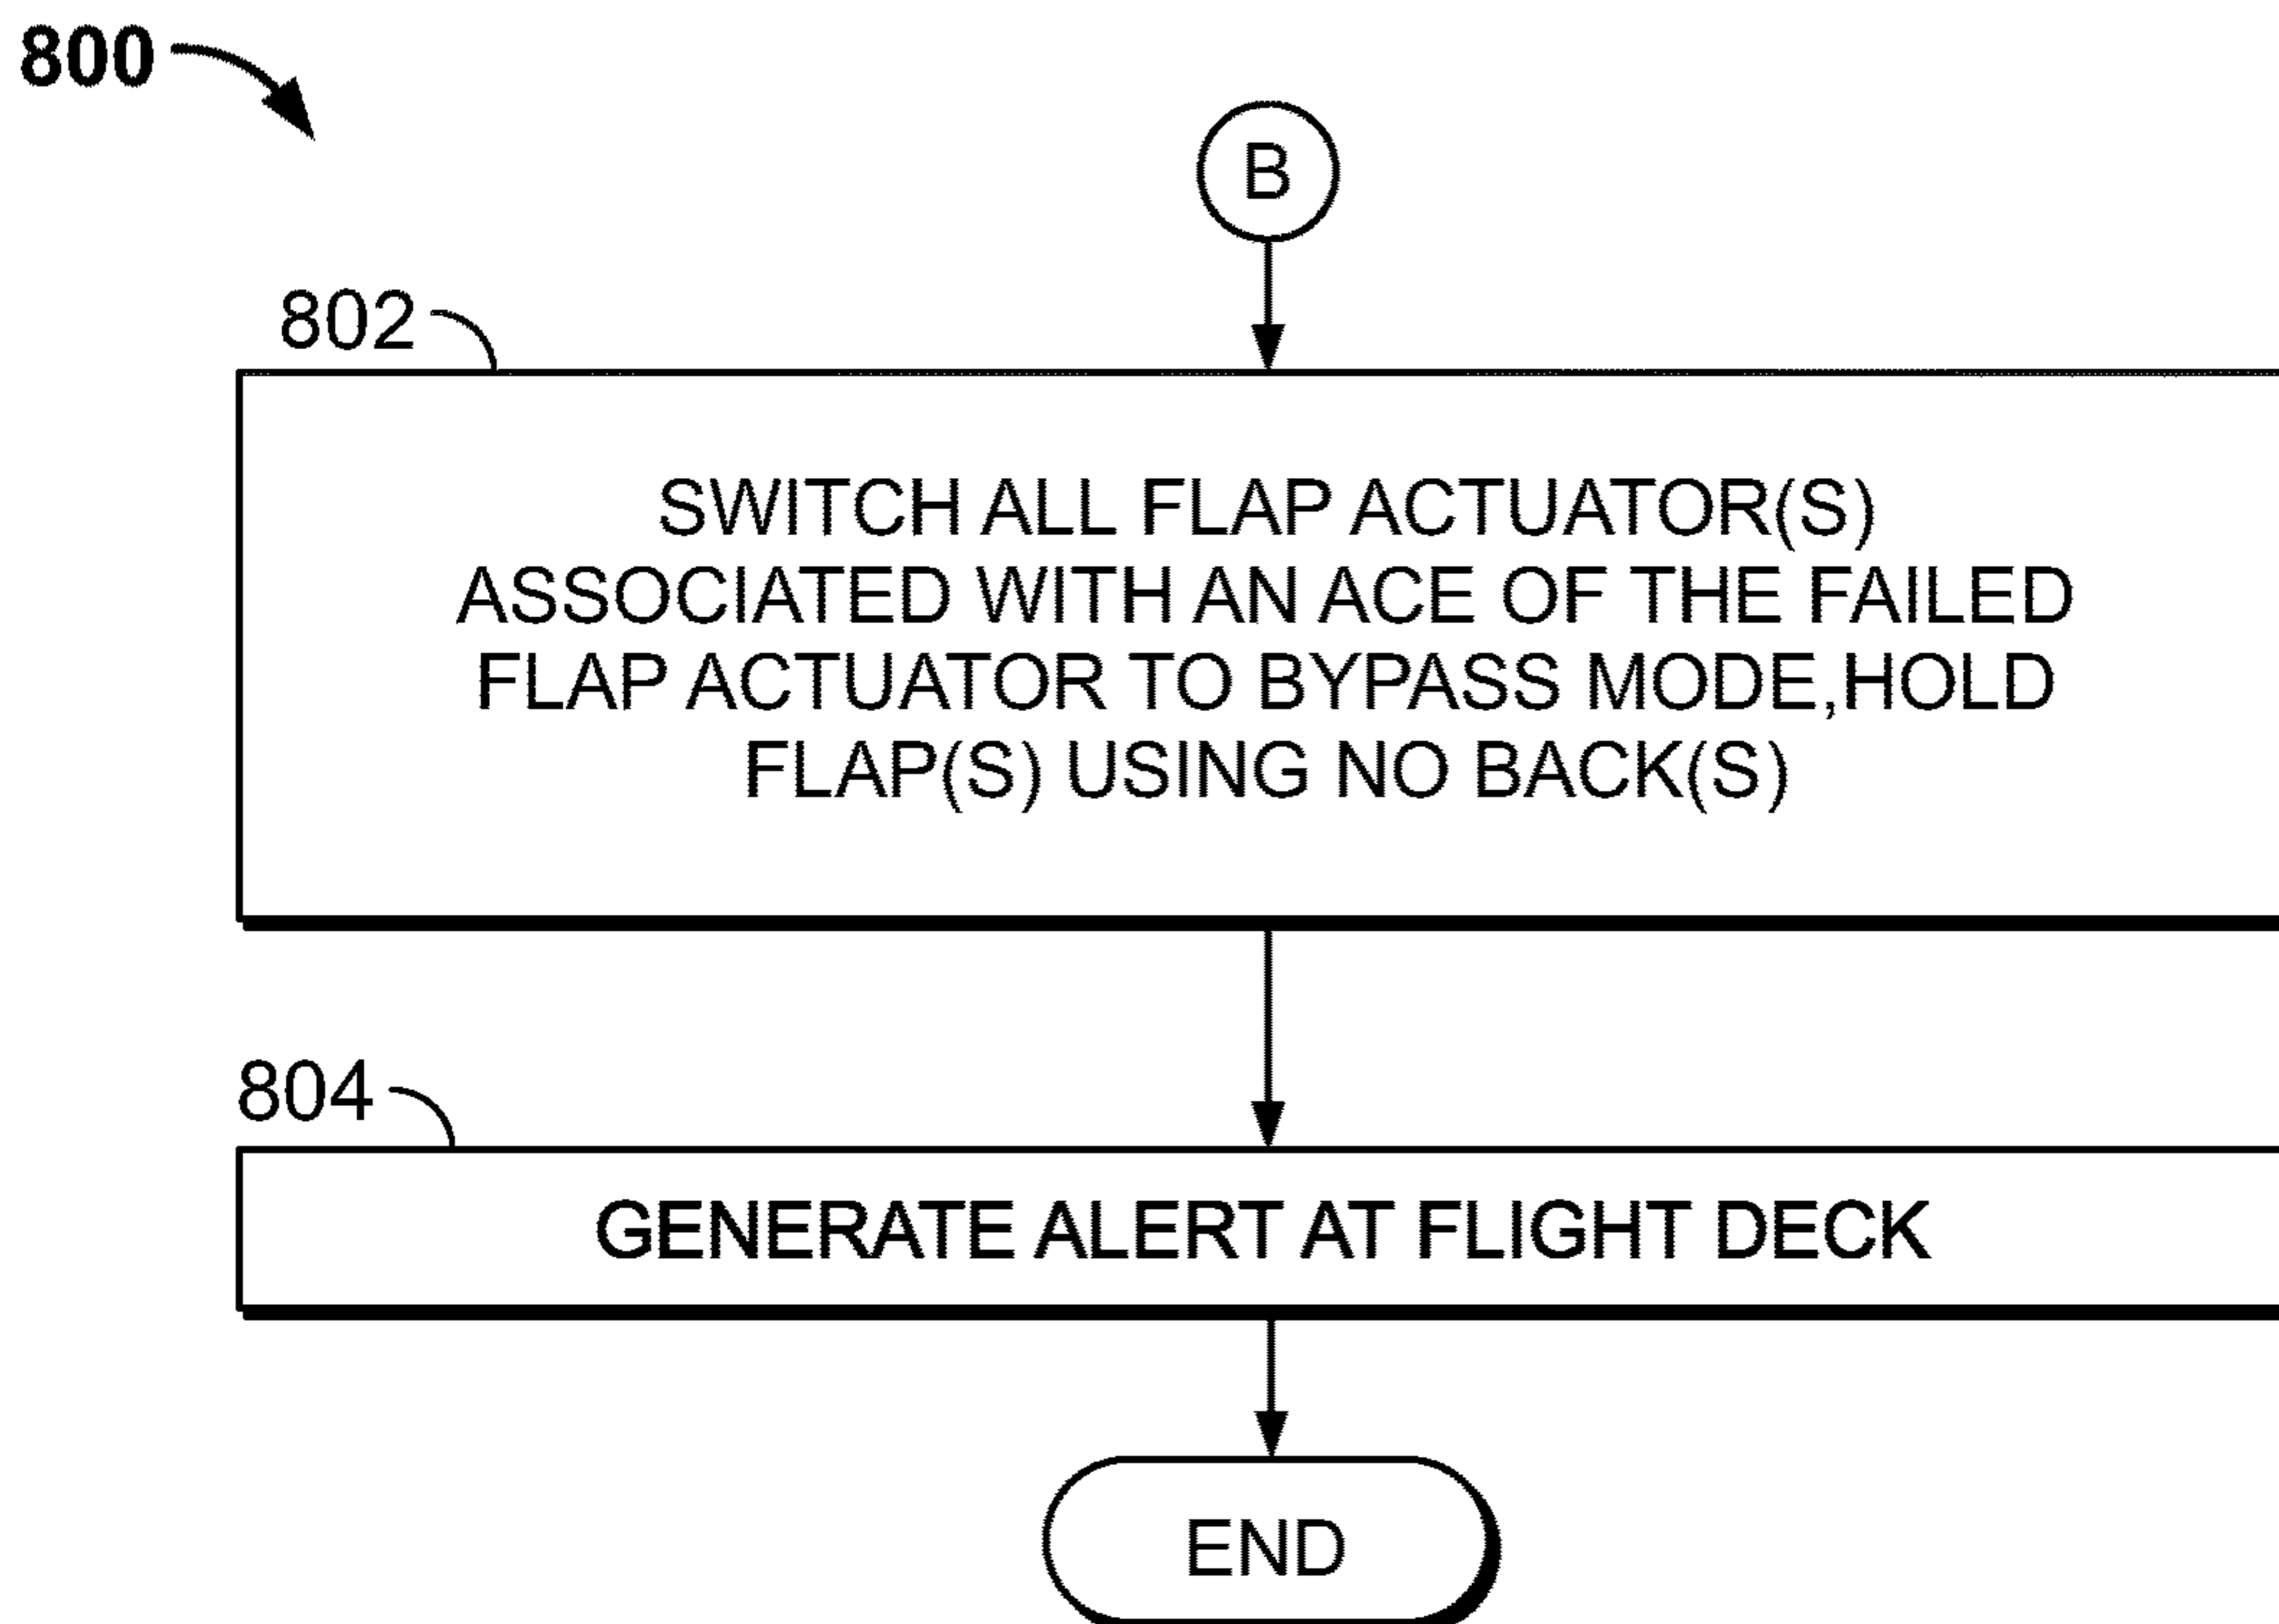 800
B
802
SWITCH ALL FLAP ACTUATOR(S)
ASSOCIATED WITH AN ACE OF THE FAILED
FLAP ACTUATOR TO BYPASS MODE,HOLD
FLAP(S) USING NO BACK(S)
804
GENERATE ALERT AT FLIGHT DECK
END